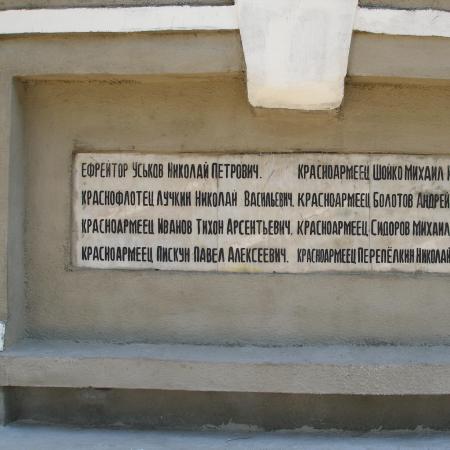 Ефрейтор Уськов Николай Петрович. Красноармеец Шойко Михаил
Краснофлотец Лучкин Николай Васильевич. Красноармеец Болотов Андрей
Красноармеец Иванов Тихон Арсентьевич. Красноармеец Сидоров Михаил
Красноармеец Пискун Павел Алексеевич. Красноармеец Перепёлкин Николай